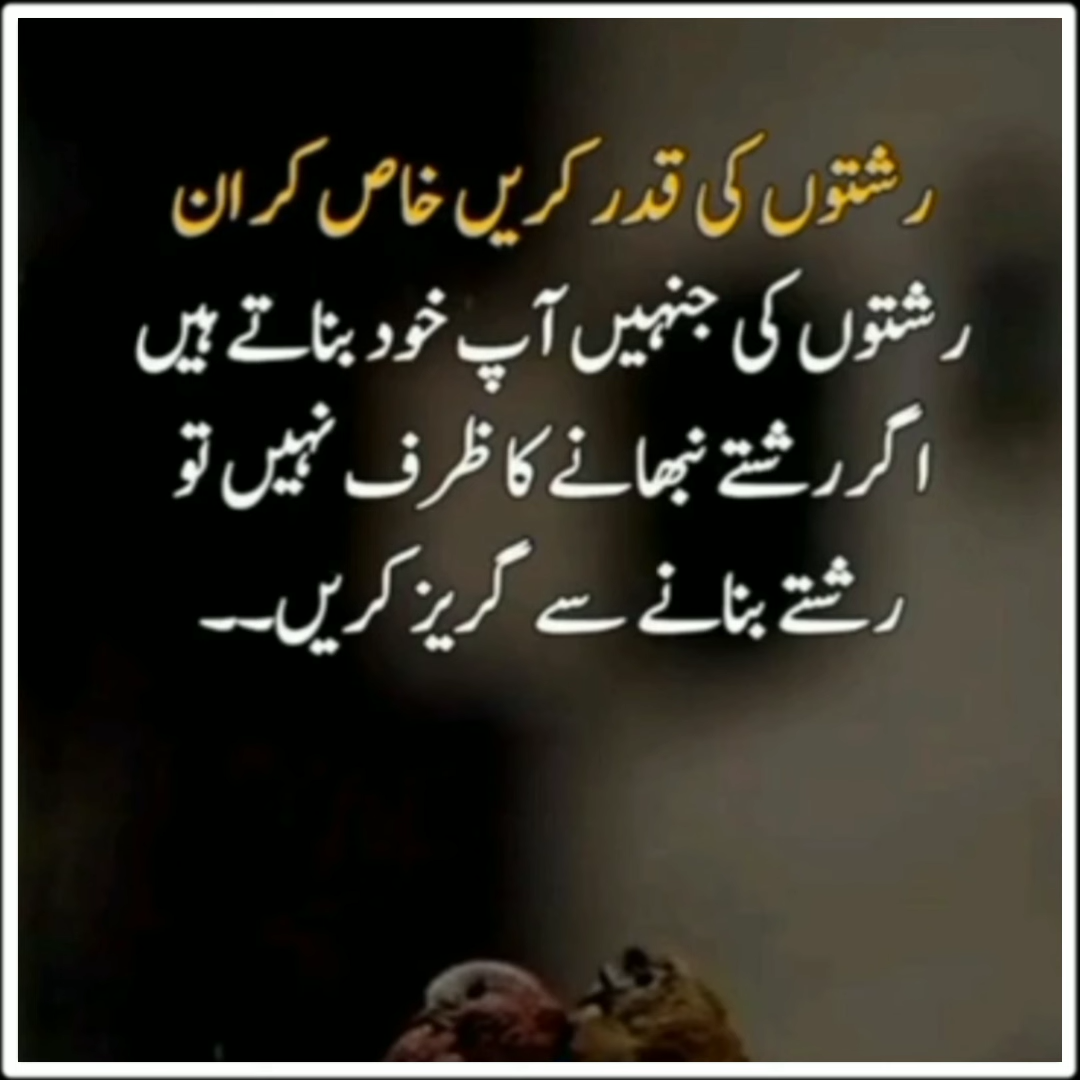 رشتوں کی قدر کریں خاص کر ان
رشتوں کی جنہیں آپ خود بناتے ہیں
اگر رشتے نبھانے کا ظرف نہیں تو
رشتے بنانے سے گریز کریں۔۔